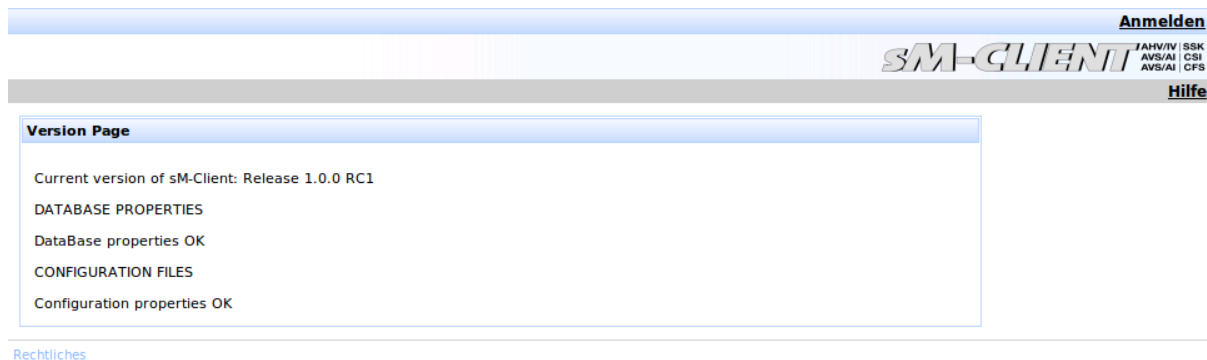 Anmelden
sM-CLIENT
AHV/IV | SSK
AVS/AI | CSI
AVS/AI | CFS
Hilfe
Version Page
Current version of sM-Client: Release 1.0.0 RC1
DATABASE PROPERTIES
DataBase properties OK
CONFIGURATION FILES
Configuration properties OK
Rechtliches